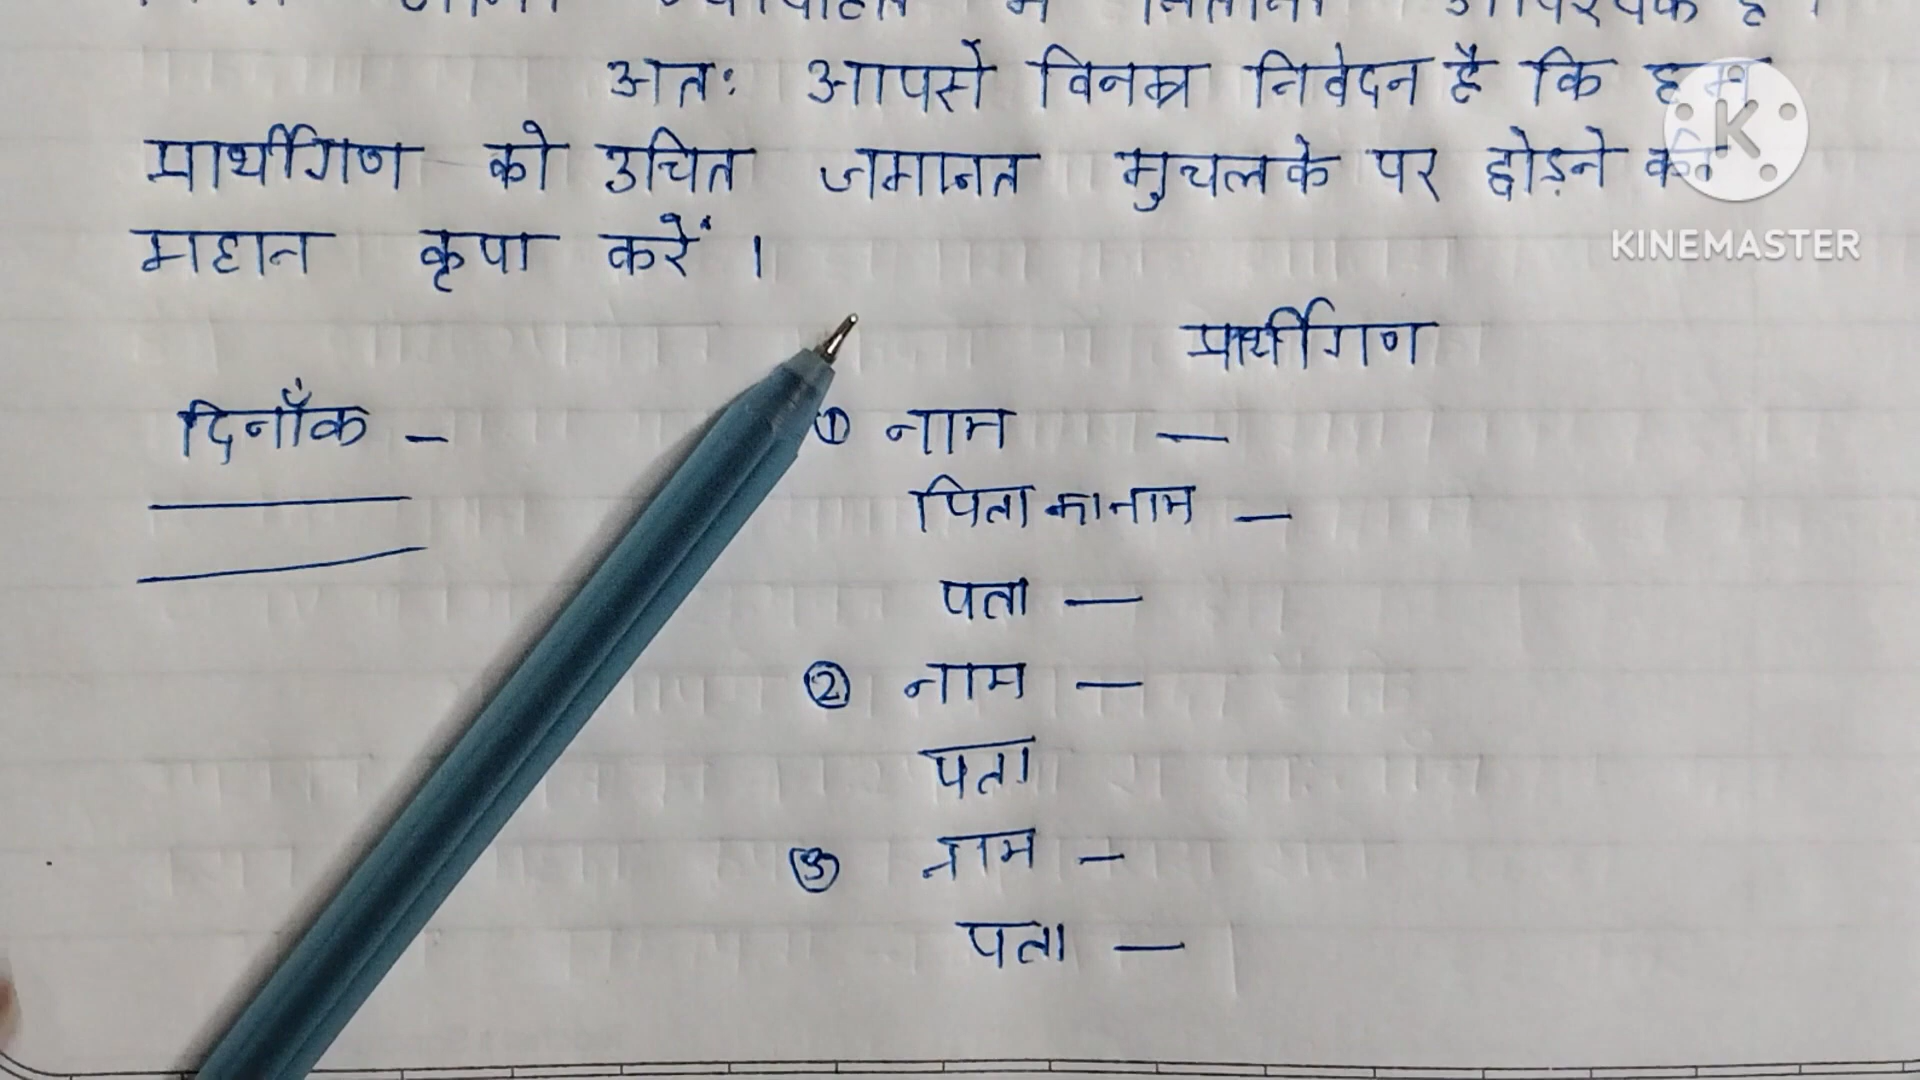 अतः आपसे विनम्र निवेदन है कि हम
प्रार्थीगण को उचित जमानत मुचलके पर छोड़ने की
महान कृपा करें ।
प्रार्थीगण
दिनाँक - ① नाम —
पिता का नाम —
पता —
② नाम —
पता
③ नाम -
पता —
K
KINEMASTER